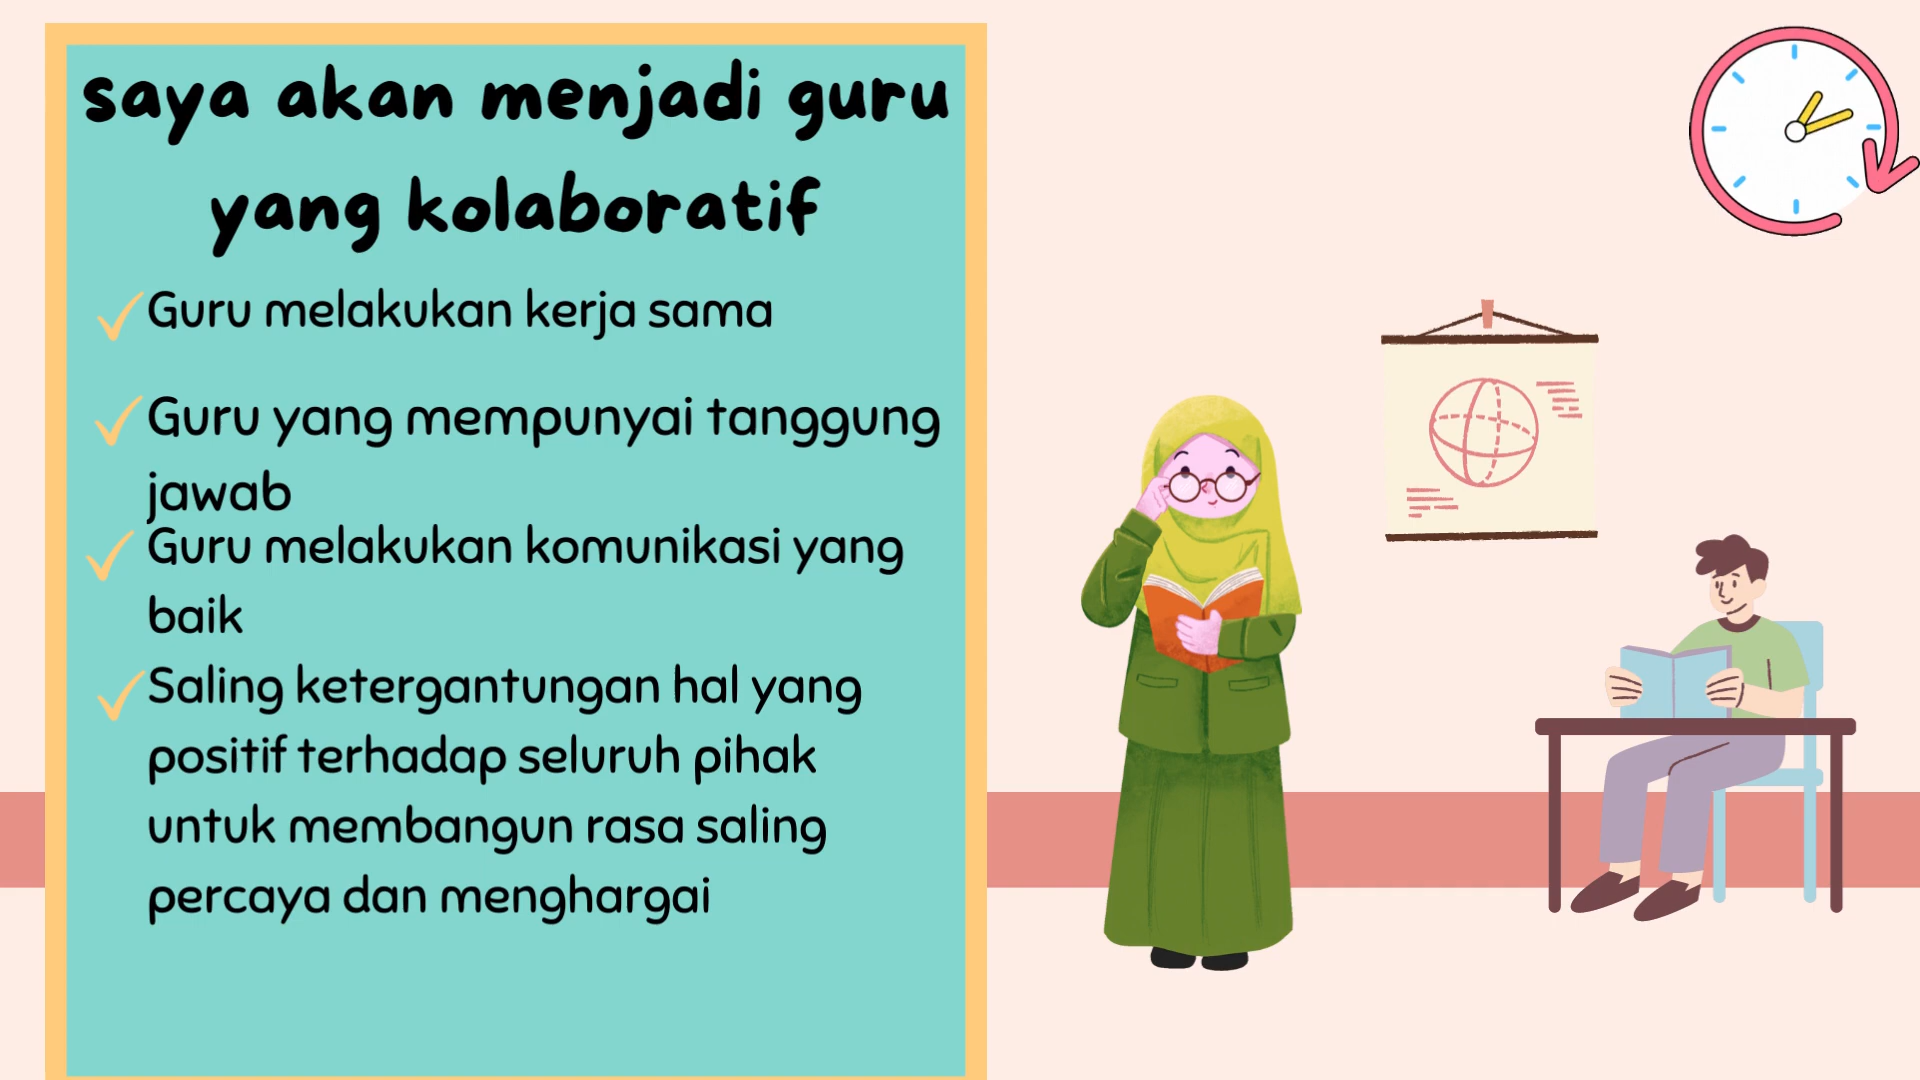 saya akan menjadi guru
yang kolaboratif
Guru melakukan kerja sama
Guru yang mempunyai tanggung
jawab
Guru melakukan komunikasi yang
baik
Saling ketergantungan hal yang
positif terhadap seluruh pihak
untuk membangun rasa saling
percaya dan menghargai